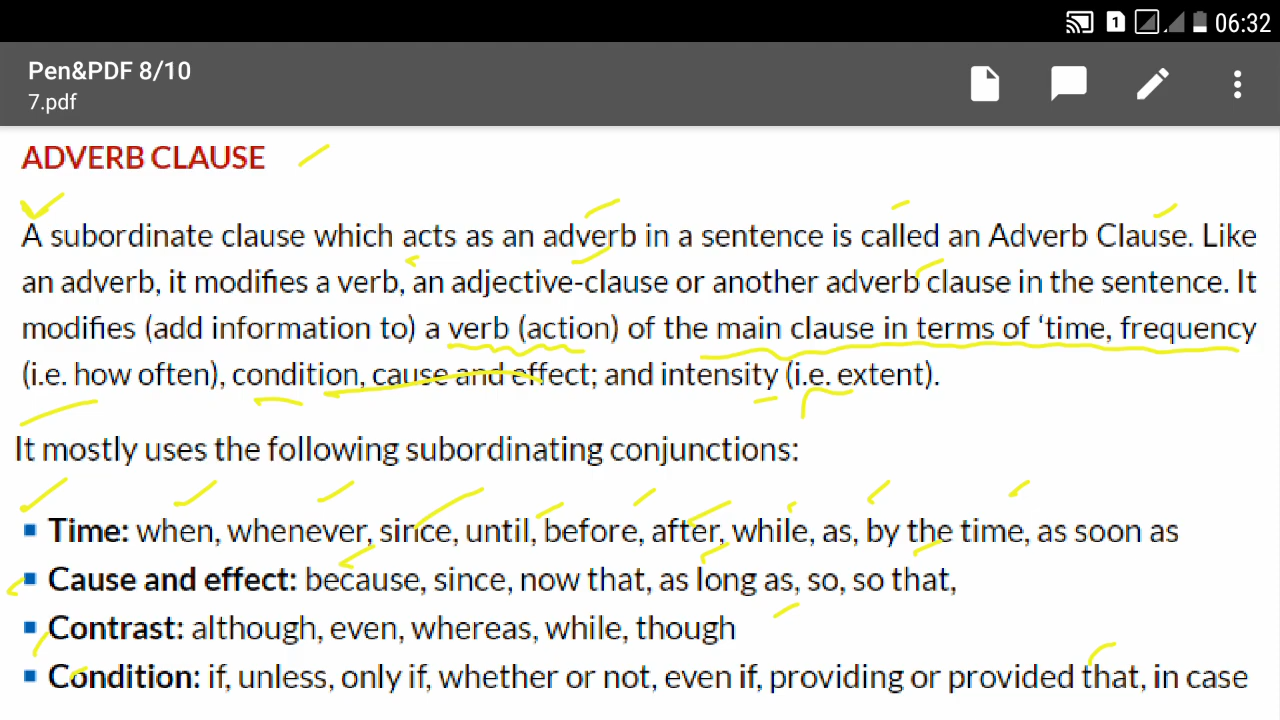 1 06:32
Pen&PDF 8/10
7.pdf
ADVERB CLAUSE
A subordinate clause which acts as an adverb in a sentence is called an Adverb Clause. Like
an adverb, it modifies a verb, an adjective-clause or another adverb clause in the sentence. It
modifies (add information to) a verb (action) of the main clause in terms of ‘time, frequency
(i.e. how often), condition, cause and effect; and intensity (i.e. extent).
It mostly uses the following subordinating conjunctions:
▪ Time: when, whenever, since, until, before, after, while, as, by the time, as soon as
▪ Cause and effect: because, since, now that, as long as, so, so that,
▪ Contrast: although, even, whereas, while, though
▪ Condition: if, unless, only if, whether or not, even if, providing or provided that, in case